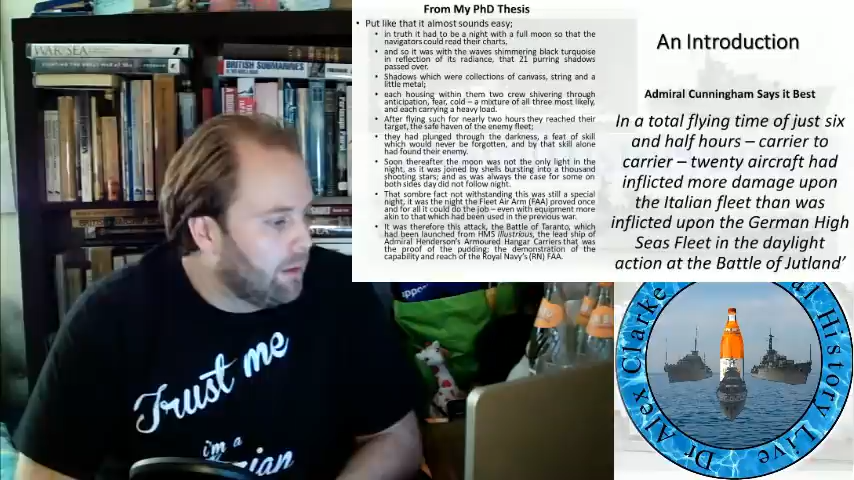 From My PhD Thesis
• Put like that it almost sounds easy;
• in truth it had to be a night with a full moon so that the
navigators could read their charts,
• and so it was with the waves shimmering black turquoise
in reflection of its radiance, that 21 purring shadows
passed over.
• Shadows which were collections of canvass, string and a
little metal;
• each housing within them two crew shivering through
anticipation, fear, cold – a mixture of all three most likely,
and each carrying a heavy load.
• After flying such for nearly two hours they reached their
target, the safe haven of the enemy fleet;
• they had plunged through the darkness, a feat of skill
which would never be forgotten, and by that skill alone
had found their enemy.
• Soon thereafter the moon was not the only light in the
night, as it was joined by shells bursting into a thousand
shooting stars; and as was always the case for some on
both sides day did not follow night.
• That sombre fact not withstanding this was still a special
night, it was the night the Fleet Air Arm (FAA) proved once
and for all it could do the job – even with equipment more
akin to that which had been used in the previous war.
• It was therefore this attack, the Battle of Taranto, which
had been launched from HMS illustrious, the lead ship of
Admiral Henderson's Armoured Hangar Carriers that was
the proof of the pudding; the demonstration of the
capability and reach of the Royal Navy's (RN) FAA.
An Introduction
Admiral Cunningham Says it Best
In a total flying time of just six
and half hours – carrier to
carrier – twenty aircraft had
inflicted more damage upon
the Italian fleet than was
inflicted upon the German High
Seas Fleet in the daylight
action at the Battle of Jutland'
WAR SEA
BRITISH SUBMARINES
Trust me
i'm a
Dr Alex Clarke
al History Live